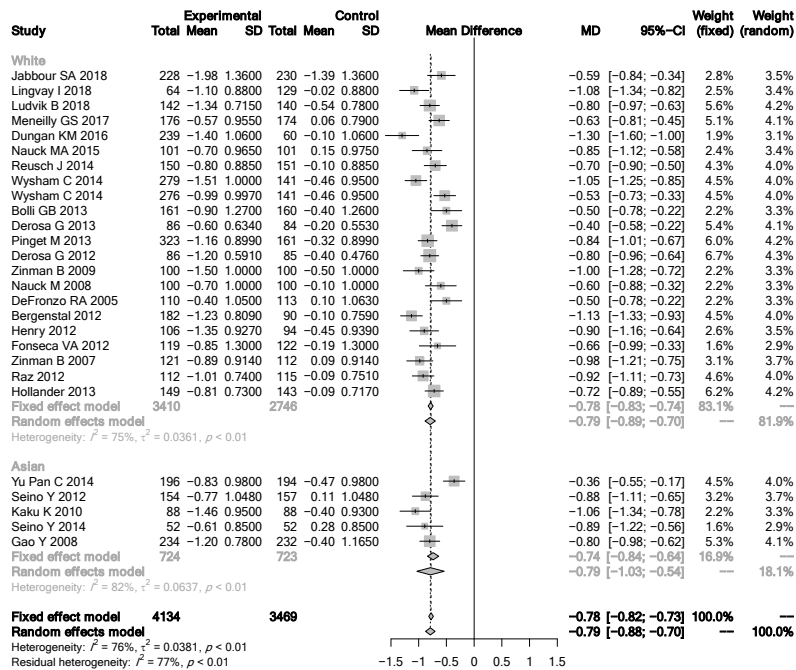 Experimental Control Weight Weight
Study Total Mean SD Total Mean SD Mean Difference MD 95%-CI (fixed) (random)
White
Jabbour SA 2018 228 −1.98 1.3600 230 −1.39 1.3600 −0.59 [−0.84; −0.34] 2.8% 3.5%
Lingvay I 2018 64 −1.10 0.8800 129 −0.02 0.8800 −1.08 [−1.34; −0.82] 2.5% 3.4%
Ludvik B 2018 142 −1.34 0.7150 140 −0.54 0.7800 −0.80 [−0.97; −0.63] 5.6% 4.2%
Meneilly GS 2017 176 −0.57 0.9550 174 0.06 0.7900 −0.63 [−0.81; −0.45] 5.1% 4.1%
Dungan KM 2016 239 −1.40 1.0600 60 −0.10 1.0600 −1.30 [−1.60; −1.00] 1.9% 3.1%
Nauck MA 2015 101 −0.70 0.9650 101 0.15 0.9750 −0.85 [−1.12; −0.58] 2.4% 3.4%
Reusch J 2014 150 −0.80 0.8850 151 −0.10 0.8850 −0.70 [−0.90; −0.50] 4.3% 4.0%
Wysham C 2014 279 −1.51 1.0000 141 −0.46 0.9500 −1.05 [−1.25; −0.85] 4.5% 4.0%
Wysham C 2014 276 −0.99 0.9970 141 −0.46 0.9500 −0.53 [−0.73; −0.33] 4.5% 4.0%
Bolli GB 2013 161 −0.90 1.2700 160 −0.40 1.2600 −0.50 [−0.78; −0.22] 2.2% 3.3%
Derosa G 2013 86 −0.60 0.6340 84 −0.20 0.5530 −0.40 [−0.58; −0.22] 5.4% 4.1%
Pinget M 2013 323 −1.16 0.8990 161 −0.32 0.8990 −0.84 [−1.01; −0.67] 6.0% 4.2%
Derosa G 2012 86 −1.20 0.5910 85 −0.40 0.4760 −0.80 [−0.96; −0.64] 6.7% 4.3%
Zinman B 2009 100 −1.50 1.0000 100 −0.50 1.0000 −1.00 [−1.28; −0.72] 2.2% 3.3%
Nauck M 2008 100 −0.70 1.0000 100 −0.10 1.0000 −0.60 [−0.88; −0.32] 2.2% 3.3%
DeFronzo RA 2005 110 −0.40 1.0500 113 0.10 1.0630 −0.50 [−0.78; −0.22] 2.2% 3.3%
Bergenstal 2012 182 −1.23 0.8090 90 −0.10 0.7590 −1.13 [−1.33; −0.93] 4.2% 4.0%
Henry 2012 106 −1.35 0.9270 94 −0.45 0.9390 −0.90 [−1.16; −0.64] 2.6% 3.5%
Fonseca VA 2012 119 −0.85 1.3000 122 −0.19 1.3000 −0.66 [−0.99; −0.33] 1.6% 2.9%
Zinman B 2007 121 −0.89 0.9140 112 0.09 0.9140 −0.98 [−1.21; −0.75] 3.1% 3.7%
Raz 2012 112 −1.01 0.7400 115 −0.09 0.7510 −0.92 [−1.11; −0.73] 4.6% 4.0%
Hollander 2013 149 −0.81 0.7300 143 −0.09 0.7170 −0.72 [−0.89; −0.55] 6.2% 4.2%
Fixed effect model 3410 2746 −0.78 [−0.83; −0.74] 83.1% −−
Random effects model −0.79 [−0.89; −0.70] −− 81.9%
Heterogeneity: I² = 75%, τ² = 0.0361, p < 0.01
Asian
Yu Pan C 2014 196 −0.83 0.9800 194 −0.47 0.9800 −0.36 [−0.55; −0.17] 4.5% 4.0%
Seino Y 2012 154 −0.77 1.0480 157 0.11 1.0480 −0.88 [−1.11; −0.65] 3.2% 3.7%
Kaku K 2010 88 −1.46 0.9500 88 −0.40 0.9300 −1.06 [−1.34; −0.78] 2.2% 3.3%
Seino Y 2014 52 −0.61 0.8500 52 0.28 0.8500 −0.89 [−1.22; −0.56] 1.6% 2.9%
Gao Y 2008 234 −1.20 0.7800 232 −0.40 1.1650 −0.80 [−0.98; −0.62] 5.3% 4.1%
Fixed effect model 724 723 −0.74 [−0.84; −0.64] 16.9% −−
Random effects model −0.79 [−1.03; −0.54] −− 18.1%
Heterogeneity: I² = 82%, τ² = 0.0637, p < 0.01
Fixed effect model 4134 3469 −0.78 [−0.82; −0.73] 100.0% −−
Random effects model −0.79 [−0.88; −0.70] −− 100.0%
Heterogeneity: I² = 76%, τ² = 0.0381, p < 0.01
Residual heterogeneity: I² = 77%, p < 0.01
−1.5 −1 −0.5 0 0.5 1 1.5